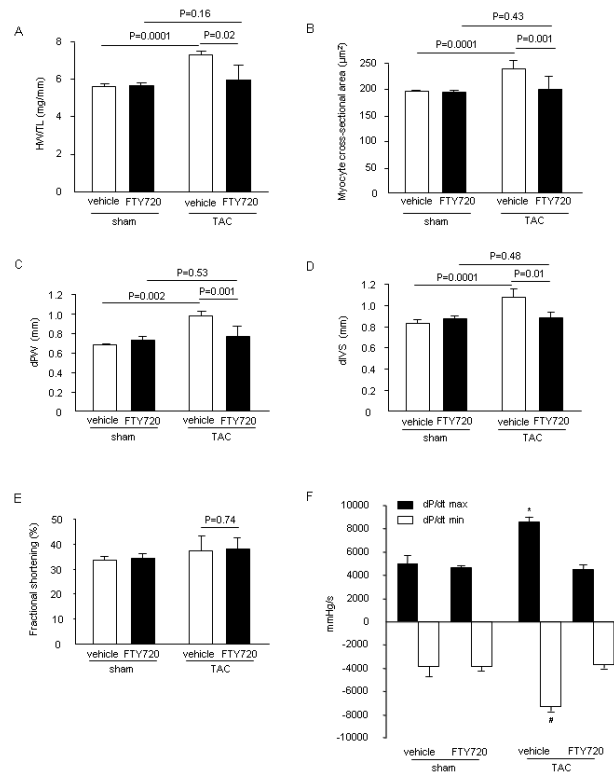 A
P=0.16
P=0.0001
P=0.02
HW/TL (mg/mm)
8
6
4
2
0
vehicle FTY720 vehicle FTY720
sham TAC
B
P=0.43
P=0.0001
P=0.001
Myocyte cross-sectional area (µm²)
250
200
150
100
50
0
vehicle FTY720 vehicle FTY720
sham TAC
C
P=0.53
P=0.002
P=0.001
dPW (mm)
1.2
1.0
0.8
0.6
0.4
0.2
0
vehicle FTY720 vehicle FTY720
sham TAC
D
P=0.48
P=0.0001
P=0.01
dIVS (mm)
1.2
1.0
0.8
0.6
0.4
0.2
0
vehicle FTY720 vehicle FTY720
sham TAC
E
P=0.74
Fractional shortening (%)
50
40
30
20
10
0
vehicle FTY720 vehicle FTY720
sham TAC
F
dP/dt max
dP/dt min
*
mmHg/s
10000
8000
6000
4000
2000
0
-2000
-4000
-6000
-8000
-10000
#
vehicle FTY720 vehicle FTY720
sham TAC